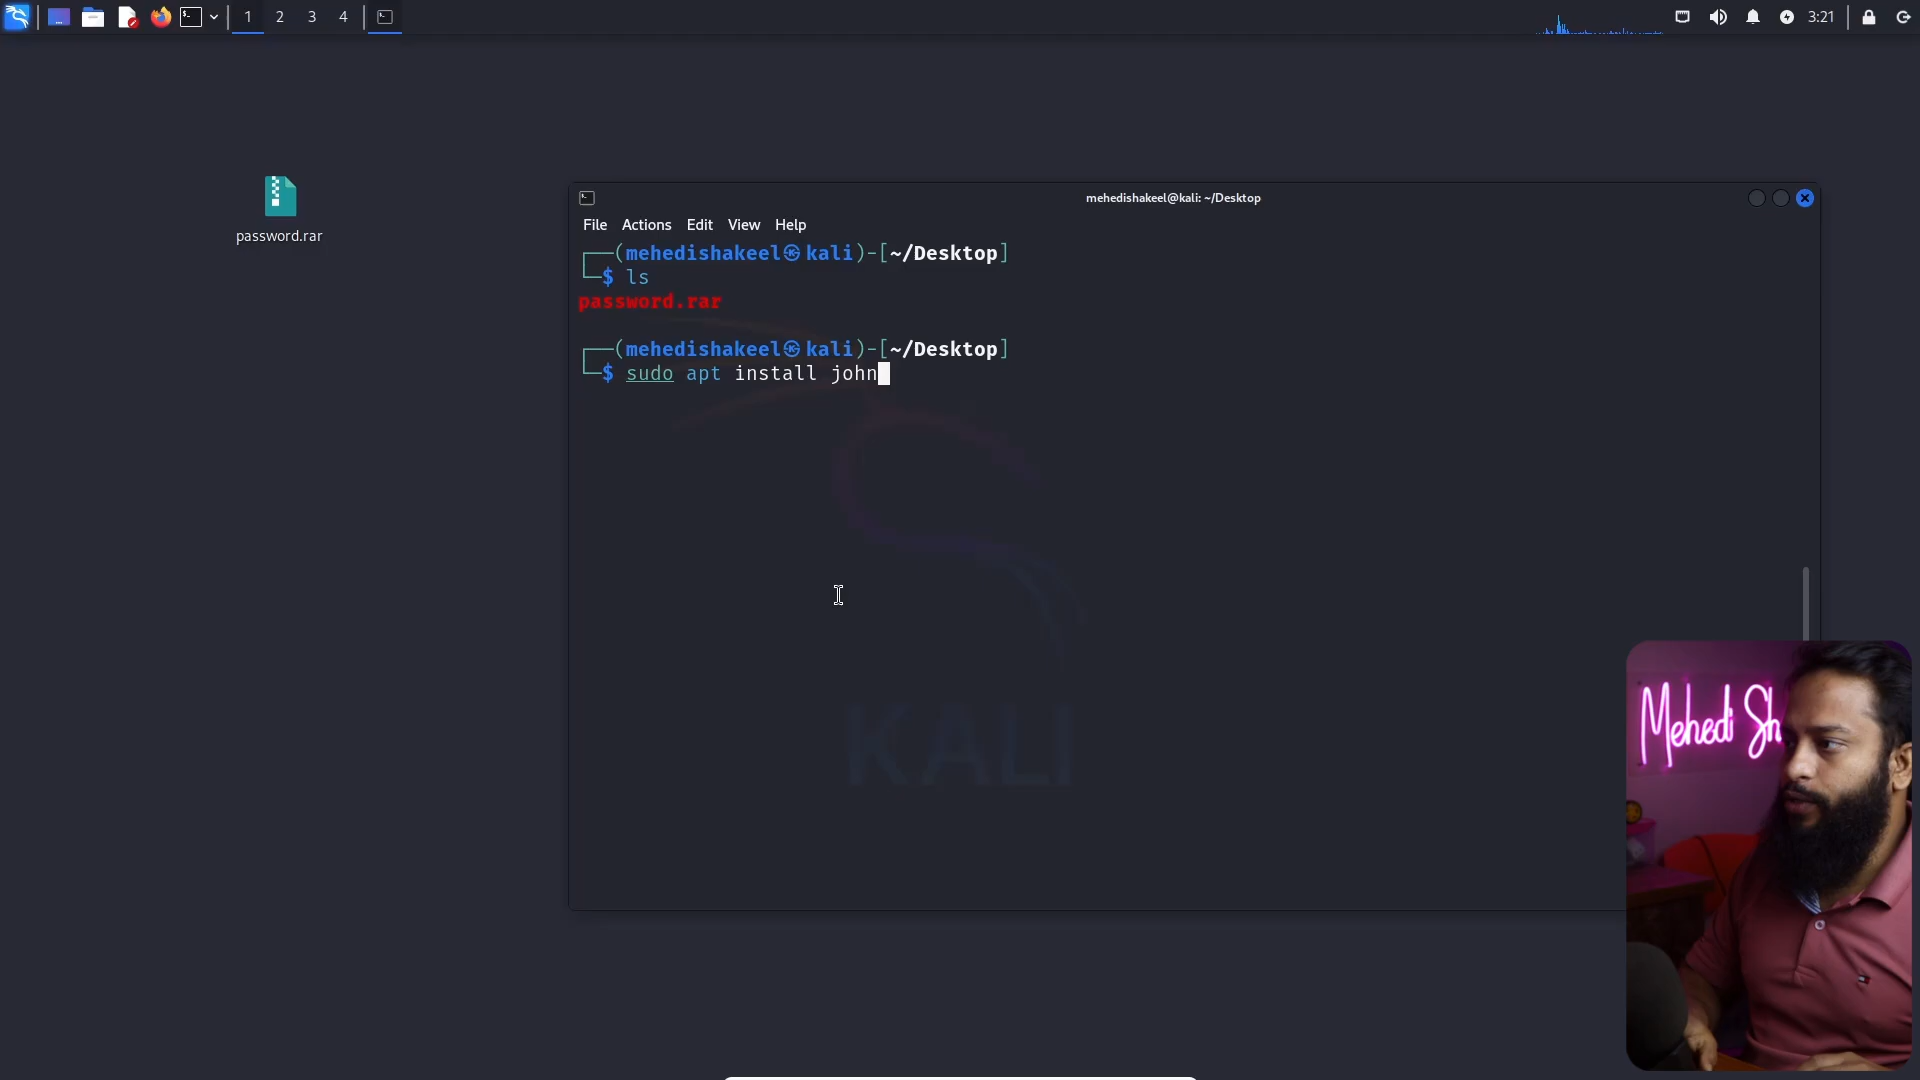 1 2 3 4 3:21
password.rar
mehedishakeel@kali: ~/Desktop
File Actions Edit View Help
┌──(mehedishakeel㉿kali)-[~/Desktop]
└─$ ls
password.rar
┌──(mehedishakeel㉿kali)-[~/Desktop]
└─$ sudo apt install john
KALI
Mehedi Sh